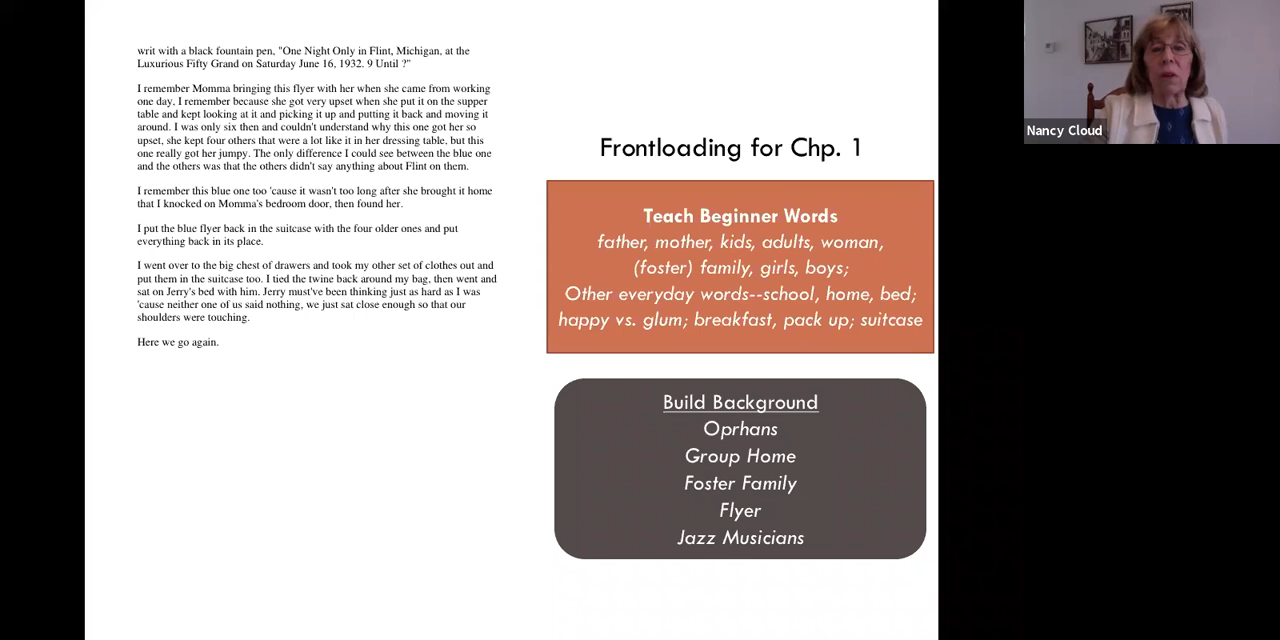 writ with a black fountain pen, "One Night Only in Flint, Michigan, at the
Luxurious Fifty Grand on Saturday June 16, 1932. 9 Until ?"
I remember Momma bringing this flyer with her when she came from working
one day, I remember because she got very upset when she put it on the supper
table and kept looking at it and picking it up and putting it back and moving it
around. I was only six then and couldn't understand why this one got her so
upset, she kept four others that were a lot like it in her dressing table, but this
one really got her jumpy. The only difference I could see between the blue one
and the others was that the others didn't say anything about Flint on them.
I remember this blue one too 'cause it wasn't too long after she brought it home
that I knocked on Momma's bedroom door, then found her.
I put the blue flyer back in the suitcase with the four older ones and put
everything back in its place.
I went over to the big chest of drawers and took my other set of clothes out and
put them in the suitcase too. I tied the twine back around my bag, then went and
sat on Jerry's bed with him. Jerry must've been thinking just as hard as I was
'cause neither one of us said nothing, we just sat close enough so that our
shoulders were touching.
Here we go again.
Frontloading for Chp. 1
Teach Beginner Words
father, mother, kids, adults, woman,
(foster) family, girls, boys;
Other everyday words--school, home, bed;
happy vs. glum; breakfast, pack up; suitcase
Build Background
Oprhans
Group Home
Foster Family
Flyer
Jazz Musicians
Nancy Cloud